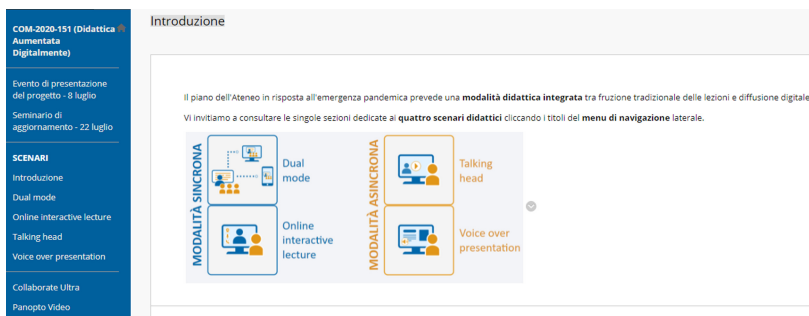 COM-2020-151 (Didattica
Aumentata
Digitalmente)
Evento di presentazione
del progetto - 8 luglio
Seminario di
aggiornamento - 22 luglio
SCENARI
Introduzione
Dual mode
Online interactive lecture
Talking head
Voice over presentation
Collaborate Ultra
Panopto Video
Introduzione
Il piano dell'Ateneo in risposta all'emergenza pandemica prevede una modalità didattica integrata tra fruizione tradizionale delle lezioni e diffusione digitale
Vi invitiamo a consultare le singole sezioni dedicate ai quattro scenari didattici cliccando i titoli del menu di navigazione laterale.
MODALITÀ SINCRONA
Dual
mode
Online
interactive
lecture
MODALITÀ ASINCRONA
Talking
head
Voice over
presentation